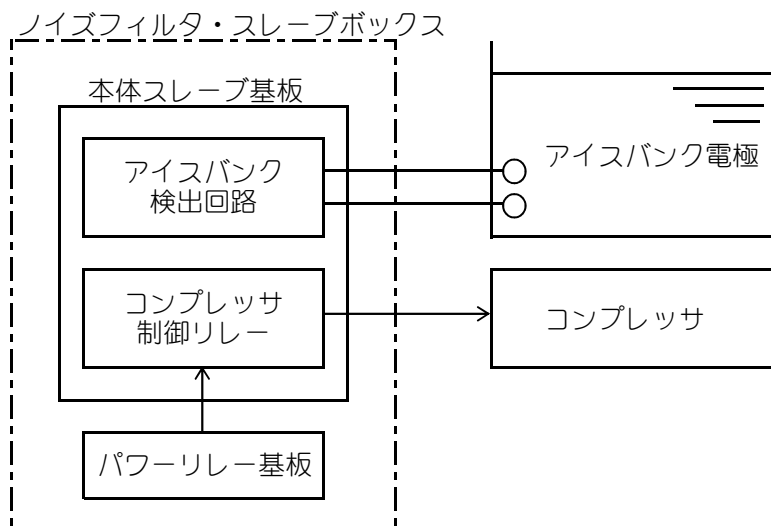 ノイズフィルタ・スレーブボックス
本体スレーブ基板
アイスバンク
検出回路
アイスバンク電極
コンプレッサ
制御リレー
コンプレッサ
パワーリレー基板